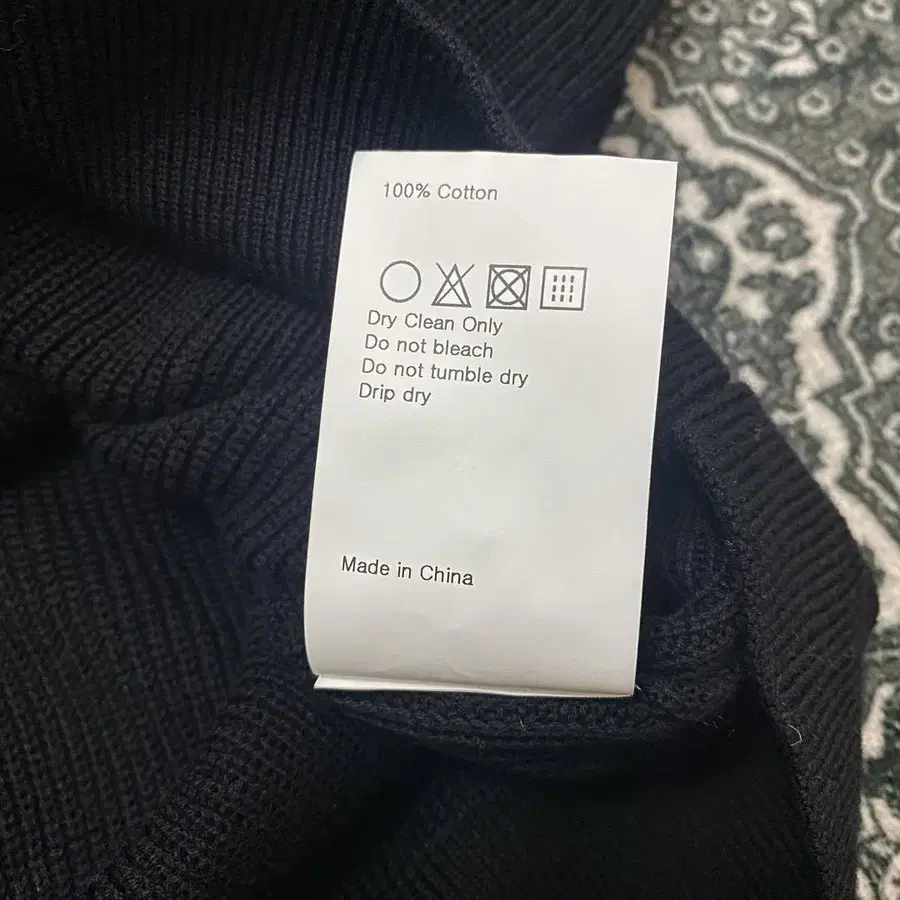 100% Cotton
Dry Clean Only
Do not bleach
Do not tumble dry
Drip dry
Made in China